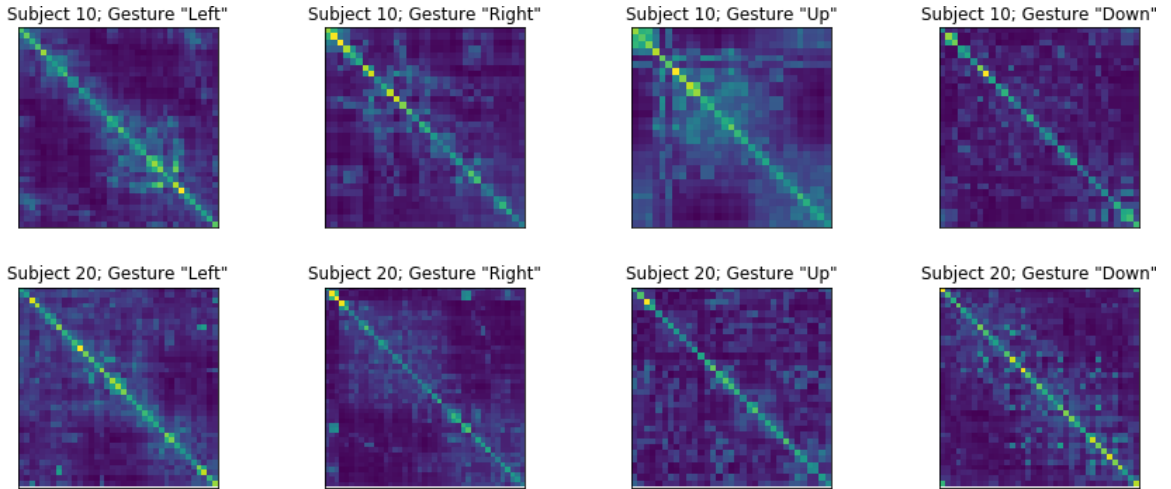 Subject 10; Gesture "Left"
Subject 10; Gesture "Right"
Subject 10; Gesture "Up"
Subject 10; Gesture "Down"
Subject 20; Gesture "Left"
Subject 20; Gesture "Right"
Subject 20; Gesture "Up"
Subject 20; Gesture "Down"